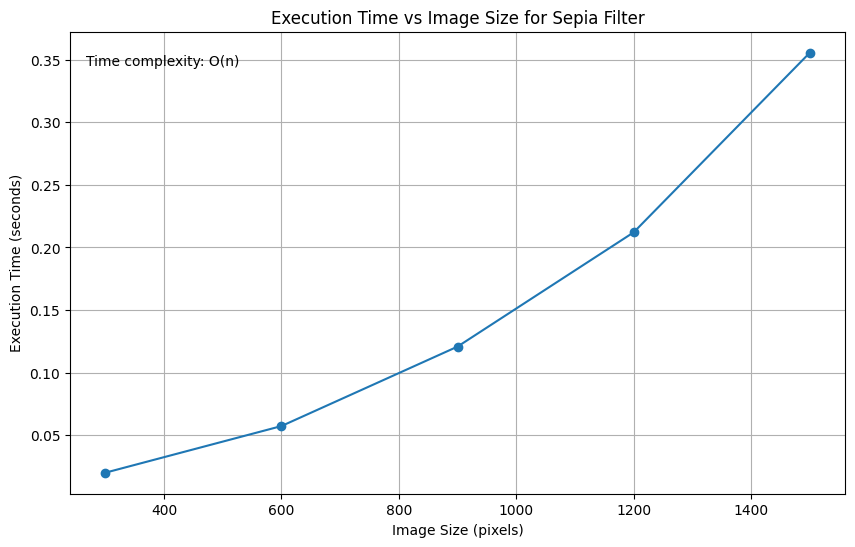 Execution Time vs Image Size for Sepia Filter
Time complexity: O(n)
Execution Time (seconds)
0.35
0.30
0.25
0.20
0.15
0.10
0.05
400 600 800 1000 1200 1400
Image Size (pixels)